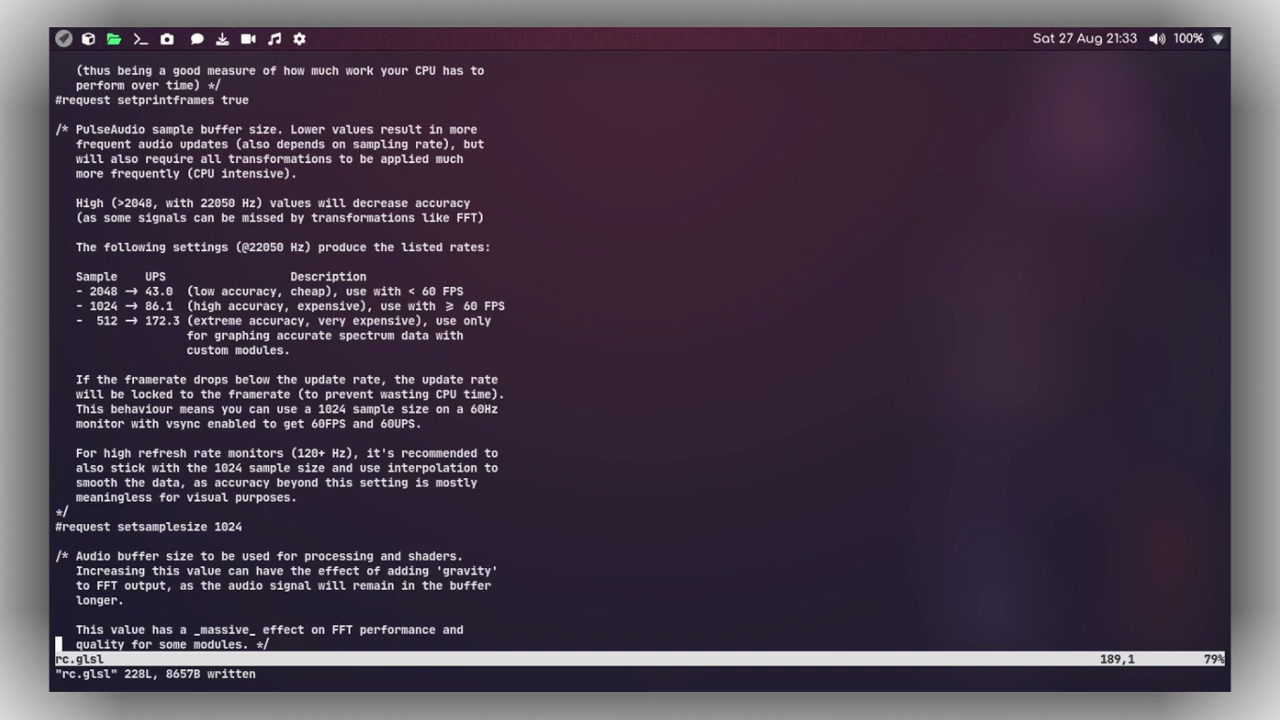 Sat 27 Aug 21:33 100%
(thus being a good measure of how much work your CPU has to
perform over time) */
#request setprintframes true
/* PulseAudio sample buffer size. Lower values result in more
frequent audio updates (also depends on sampling rate), but
will also require all transformations to be applied much
more frequently (CPU intensive).
High (>2048, with 22050 Hz) values will decrease accuracy
(as some signals can be missed by transformations like FFT)
The following settings (@22050 Hz) produce the listed rates:
Sample UPS Description
- 2048 -> 43.0 (low accuracy, cheap), use with < 60 FPS
- 1024 -> 86.1 (high accuracy, expensive), use with >= 60 FPS
- 512 -> 172.3 (extreme accuracy, very expensive), use only
for graphing accurate spectrum data with
custom modules.
If the framerate drops below the update rate, the update rate
will be locked to the framerate (to prevent wasting CPU time).
This behaviour means you can use a 1024 sample size on a 60Hz
monitor with vsync enabled to get 60FPS and 60UPS.
For high refresh rate monitors (120+ Hz), it's recommended to
also stick with the 1024 sample size and use interpolation to
smooth the data, as accuracy beyond this setting is mostly
meaningless for visual purposes.
*/
#request setsamplesize 1024
/* Audio buffer size to be used for processing and shaders.
Increasing this value can have the effect of adding 'gravity'
to FFT output, as the audio signal will remain in the buffer
longer.
This value has a _massive_ effect on FFT performance and
quality for some modules. */
rc.glsl 189,1 79%
"rc.glsl" 228L, 8657B written